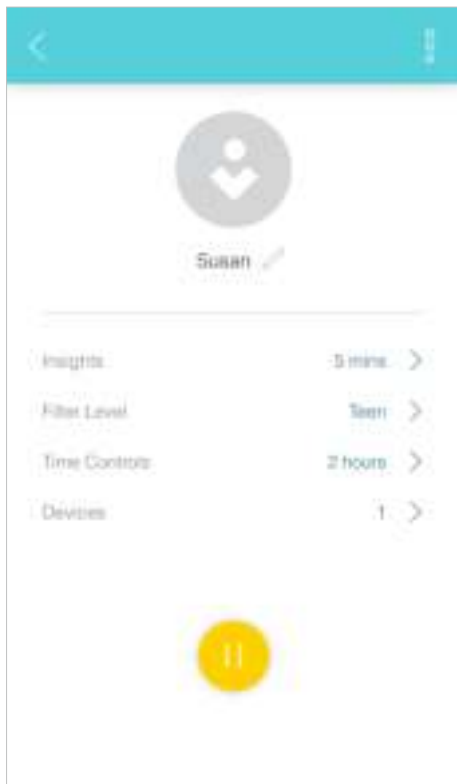 Susan
Insights 5 mins
Filter Level Teen
Time Controls 2 hours
Devices 1